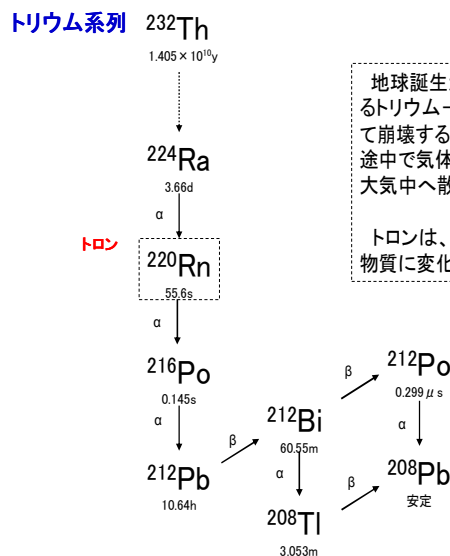 トリウム系列
²³²Th
1.405×10¹⁰y
地球誕生
るトリウム
て崩壊する
途中で気体
大気中へ散
²²⁴Ra
3.66d
α
トロン
²²⁰Rn
55.6s
トロンは、
物質に変化
α
²¹⁶Po
0.145s
α
²¹²Pb
10.64h
β
²¹²Bi
60.55m
β
²¹²Po
0.299μs
α
α
²⁰⁸Tl
3.053m
β
²⁰⁸Pb
安定